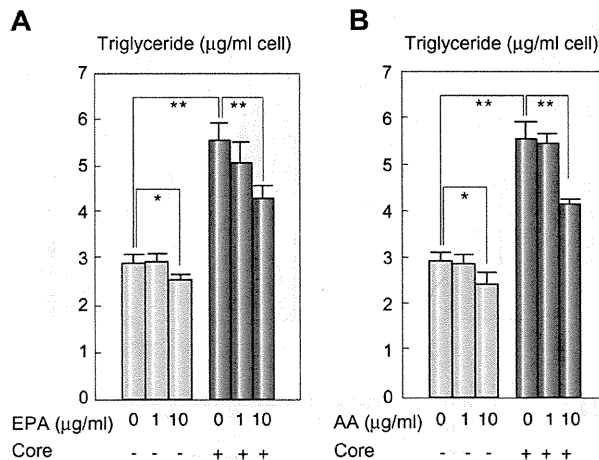 A
Triglyceride (µg/ml cell)
7
6
5
4
3
2
1
0
** **
*
EPA (µg/ml) 0 1 10 0 1 10
Core - - - + + +
B
Triglyceride (µg/ml cell)
7
6
5
4
3
2
1
0
** **
*
AA (µg/ml) 0 1 10 0 1 10
Core - - - + + +